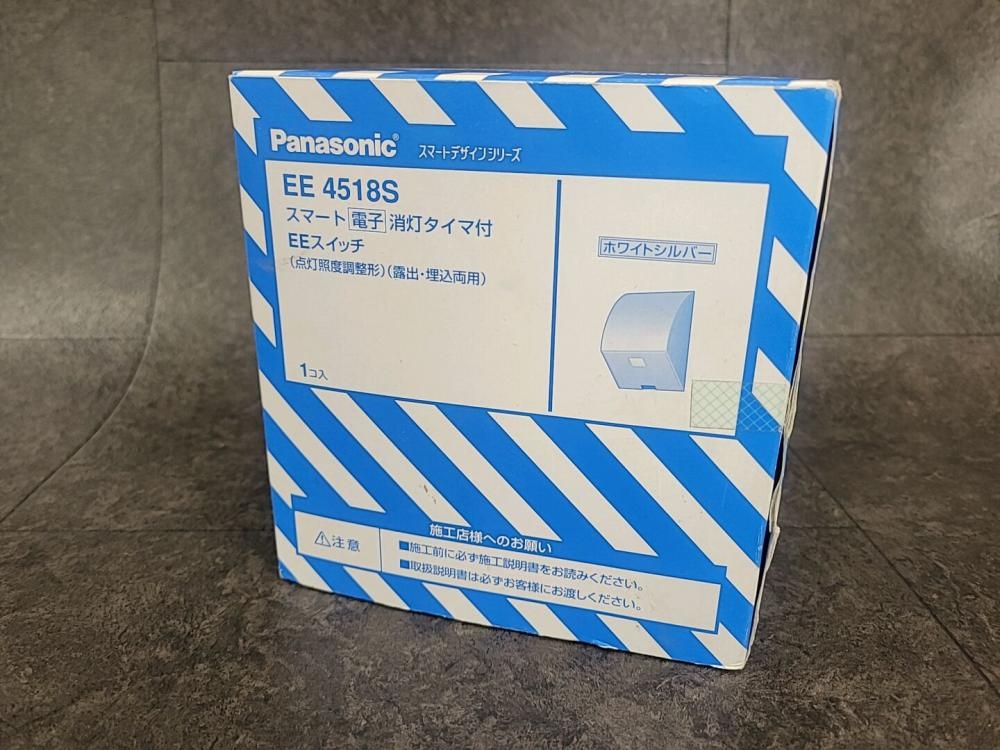 Panasonic® スマートデザインシリーズ
EE 4518S
スマート 電子 消灯タイマ付
EEスイッチ
(点灯照度調整形)(露出・埋込両用)
1コ入
ホワイトシルバー
⚠注意
施工店様へのお願い
■施工前に必ず施工説明書をお読みください。
■取扱説明書は必ずお客様にお渡しください。